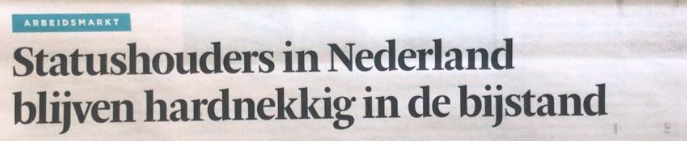 ARBEIDSMARKT
Statushouders in Nederland
blijven hardnekkig in de bijstand